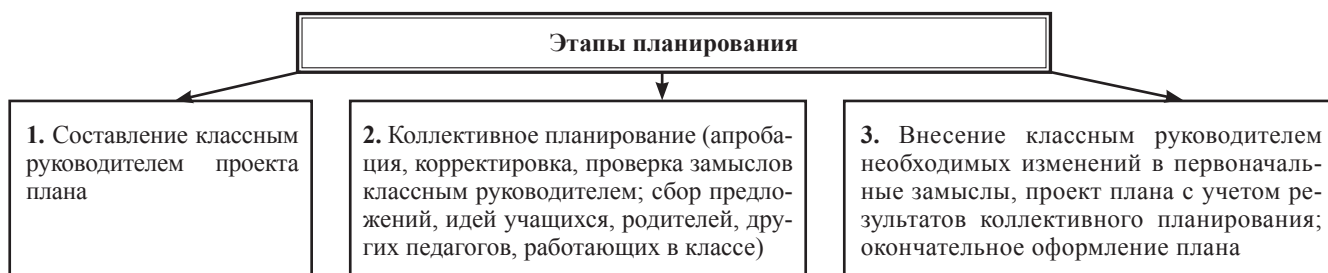 Этапы планирования
1. Составление классным
руководителем проекта
плана
2. Коллективное планирование (апроба-
ция, корректировка, проверка замыслов
классным руководителем; сбор предло-
жений, идей учащихся, родителей, дру-
гих педагогов, работающих в классе)
3. Внесение классным руководителем
необходимых изменений в первоначаль-
ные замыслы, проект плана с учетом ре-
зультатов коллективного планирования;
окончательное оформление плана